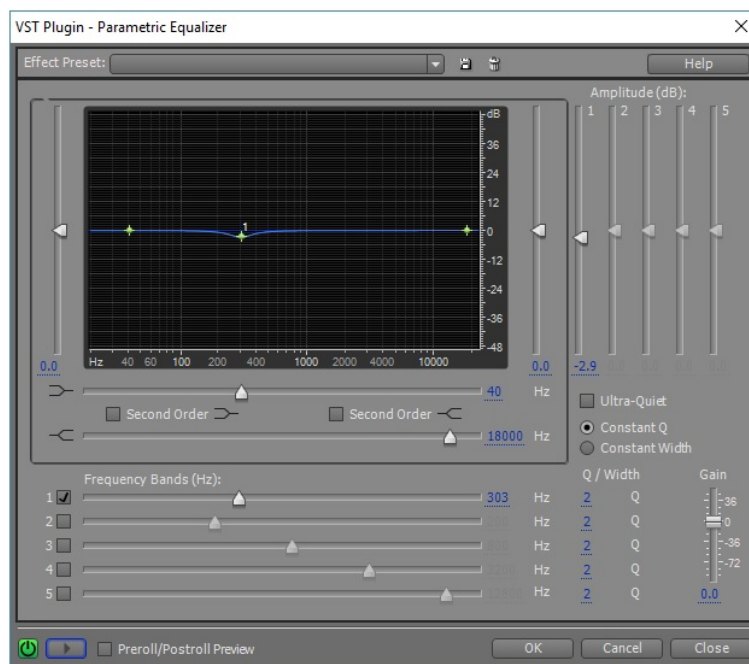 VST Plugin - Parametric Equalizer
Effect Preset:
Help
Amplitude (dB):
1 2 3 4 5
dB
36
24
12
0
-12
-24
-36
-48
1
Hz 40 60 100 200 400 1000 2000 4000 10000
0.0
0.0
-2.9
40 Hz
Second Order
Second Order
18000 Hz
Ultra-Quiet
Constant Q
Constant Width
Frequency Bands (Hz):
Q / Width
Gain
1 303 Hz 2 Q
2 Hz 2 Q
3 Hz 2 Q
4 Hz 2 Q
5 Hz 2 Q
36
0
-36
-72
0.0
Preroll/Postroll Preview
OK
Cancel
Close